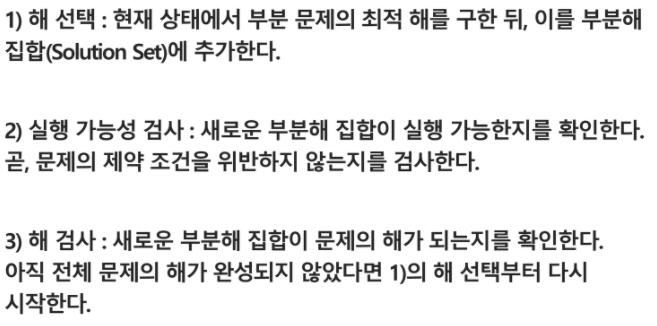 1) 해 선택 : 현재 상태에서 부분 문제의 최적 해를 구한 뒤, 이를 부분해
집합(Solution Set)에 추가한다.
2) 실행 가능성 검사 : 새로운 부분해 집합이 실행 가능한지를 확인한다.
곧, 문제의 제약 조건을 위반하지 않는지를 검사한다.
3) 해 검사 : 새로운 부분해 집합이 문제의 해가 되는지를 확인한다.
아직 전체 문제의 해가 완성되지 않았다면 1)의 해 선택부터 다시
시작한다.